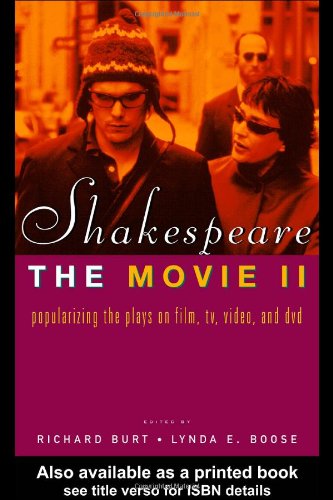 Shakespeare
THE MOVIE II
popularizing the plays on film, tv, video, and dvd
EDITED BY
RICHARD BURT • LYNDA E. BOOSE
Also available as a printed book
see title verso for ISBN details